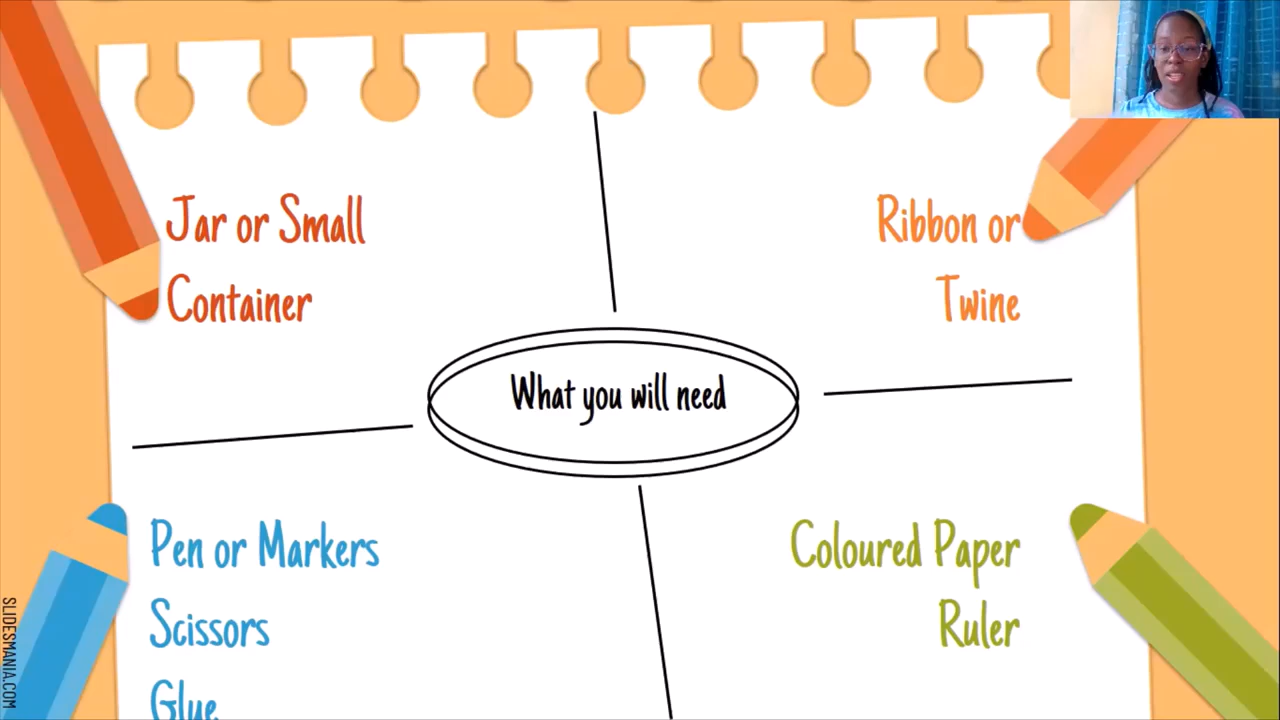 Jar or Small
Container
Ribbon or
Twine
What you will need
Pen or Markers
Scissors
Glue
Coloured Paper
Ruler
SLIDESMANIA.COM